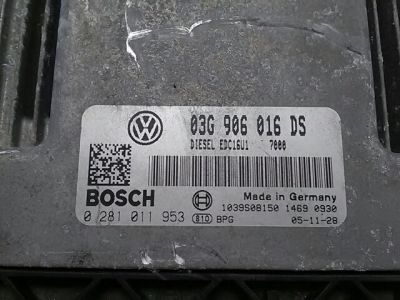 03G 906 016 DS
DIESEL EDC16U1 7000
BOSCH
Made in Germany
1039S08150 1469 0930
0 281 011 953 810 BPG 05-11-28